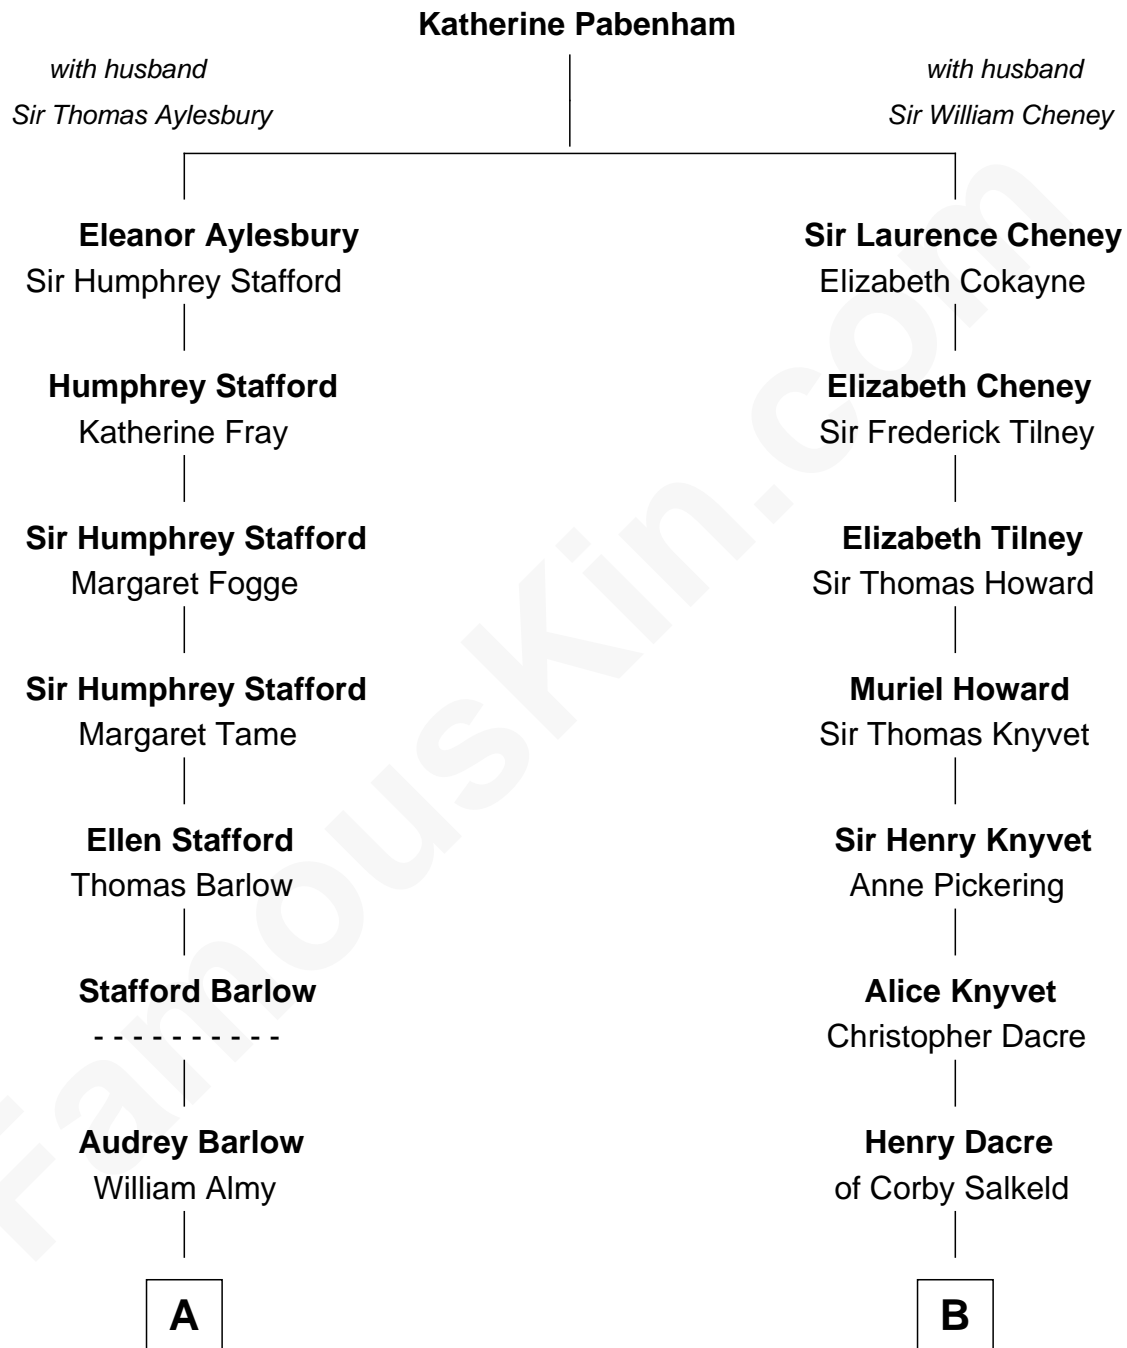 Katherine Pabenham
with husband
Sir Thomas Aylesbury
with husband
Sir William Cheney
Eleanor Aylesbury
Sir Humphrey Stafford
Sir Laurence Cheney
Elizabeth Cokayne
Humphrey Stafford
Katherine Fray
Elizabeth Cheney
Sir Frederick Tilney
Sir Humphrey Stafford
Margaret Fogge
Elizabeth Tilney
Sir Thomas Howard
Sir Humphrey Stafford
Margaret Tame
Muriel Howard
Sir Thomas Knyvet
Ellen Stafford
Thomas Barlow
Sir Henry Knyvet
Anne Pickering
Stafford Barlow
- - - - - - - - - -
Alice Knyvet
Christopher Dacre
Audrey Barlow
William Almy
Henry Dacre
of Corby Salkeld
A
B
FamousKin.com